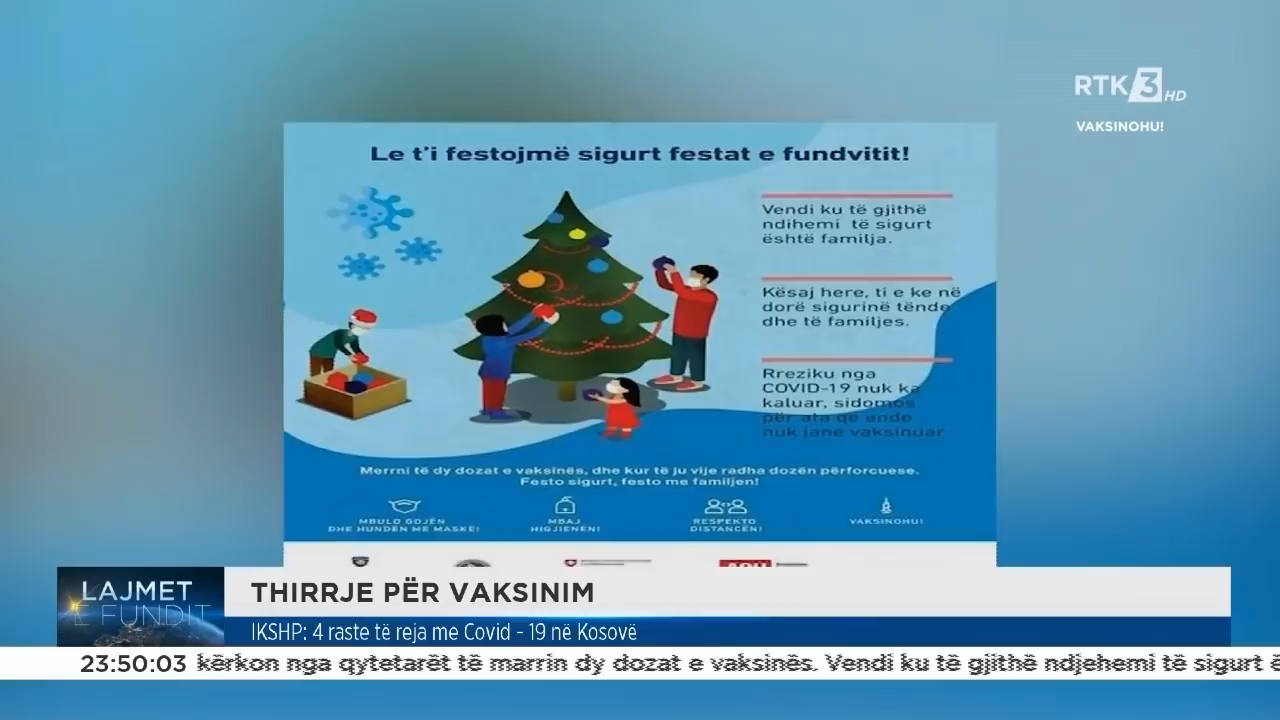 RTK 3 HD
VAKSINOHU!
Le t'i festojmë sigurt festat e fundvitit!
Vendi ku të gjithë
ndihemi të sigurt
është familja.
Kësaj here, ti e ke në
dorë sigurinë tënde
dhe të familjes.
Rreziku nga
COVID-19 nuk ka
kaluar, sidomos
për ata që ende
nuk janë vaksinuar
Merrni të dy dozat e vaksinës, dhe kur të ju vije radha dozën përforcuese.
Festo sigurt, festo me familjen!
MBULO GOJËN
DHE HUNDËN ME MASKË!
MBAJ
HIGJIENËN!
RESPEKTO
DISTANCËN!
VAKSINOHU!
LAJMET
E FUNDIT
THIRRJE PËR VAKSINIM
IKSHP: 4 raste të reja me Covid - 19 në Kosovë
23:50:03 kërkon nga qytetarët të marrin dy dozat e vaksinës. Vendi ku të gjithë ndjehemi të sigurt ë